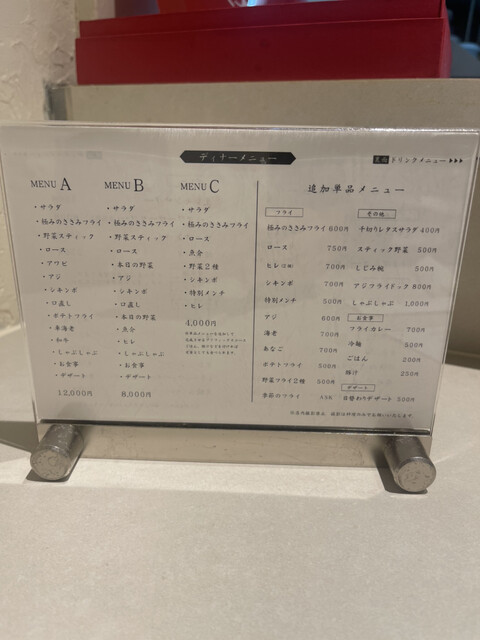 ディナーメニュー
裏面 ドリンクメニュー
MENU A
・サラダ
・極みのささみフライ
・野菜スティック
・ロース
・アワビ
・アジ
・シキンボ
・口直し
・ポテトフライ
・車海老
・和牛
・しゃぶしゃぶ
・お食事
・デザート
12,000円
MENU B
・サラダ
・極みのささみフライ
・野菜スティック
・ロース
・本日の野菜
・アジ
・シキンボ
・口直し
・本日の野菜
・魚介
・ヒレ
・しゃぶしゃぶ
・お食事
・デザート
8,000円
MENU C
・サラダ
・極みのささみフライ
・ロース
・魚介
・野菜2種
・シキンボ
・特別メンチ
・ヒレ
4,000円
追加単品メニュー
フライ
極みのささみフライ 600円
ロース 750円
ヒレ 700円
シキンボ 700円
特別メンチ 500円
アジ 600円
海老 700円
あなご 700円
ポテトフライ 500円
野菜フライ2種 500円
季節のフライ ASK
その他
千切りレタスサラダ 400円
スティック野菜 500円
しじみ椀 500円
アジフライドック 800円
しゃぶしゃぶ 1,000円
お食事
フライカレー 700円
冷麺 500円
ごはん 200円
豚汁 250円
デザート
日替わりデザート 500円